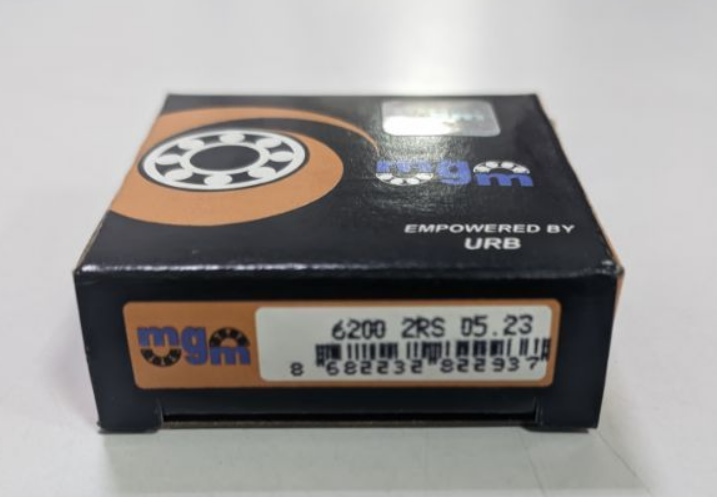 mgm
EMPOWERED BY
URB
mgm
6200 2RS 05.23
8 682232 822937